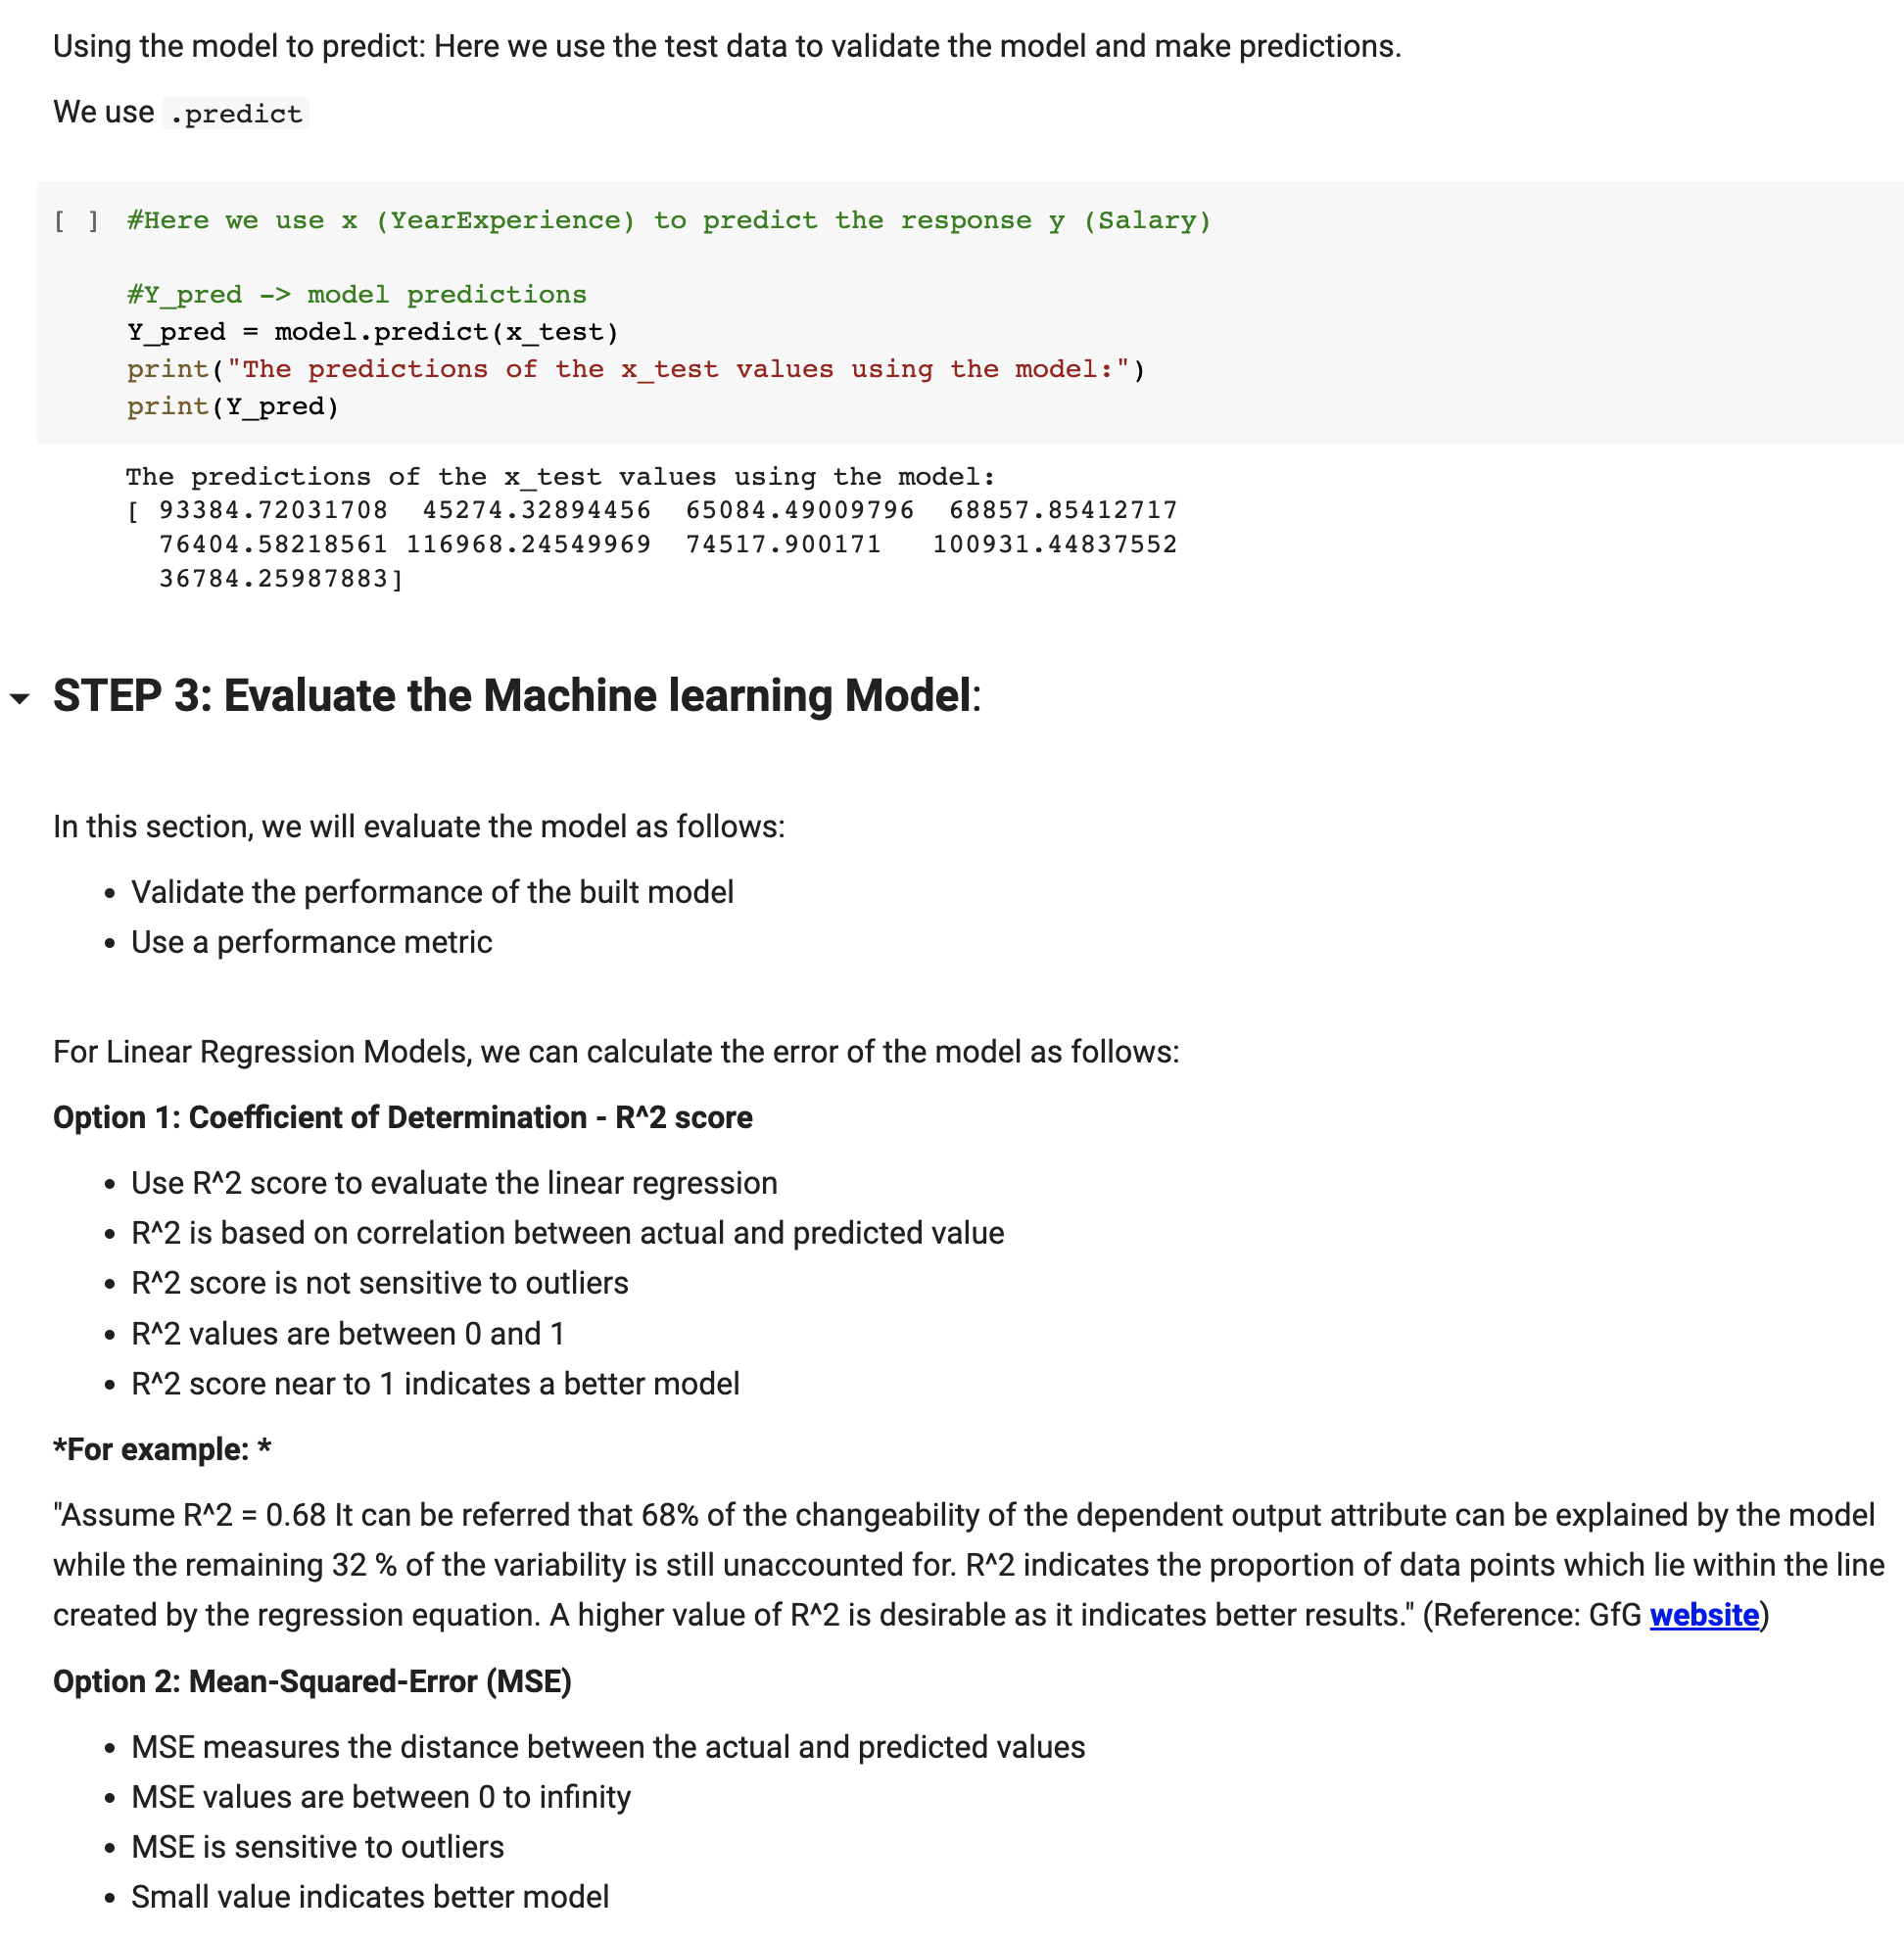 Using the model to predict: Here we use the test data to validate the model and make predictions.
We use .predict
[ ] #Here we use x (YearExperience) to predict the response y (Salary)
#Y_pred -> model predictions
Y_pred = model.predict(x_test)
print("The predictions of the x_test values using the model:")
print(Y_pred)
The predictions of the x_test values using the model:
[ 93384.72031708  45274.32894456  65084.49009796  68857.85412717
  76404.58218561 116968.24549969  74517.900171   100931.44837552
  36784.25987883]
STEP 3: Evaluate the Machine learning Model:
In this section, we will evaluate the model as follows:
• Validate the performance of the built model
• Use a performance metric
For Linear Regression Models, we can calculate the error of the model as follows:
Option 1: Coefficient of Determination - R^2 score
• Use R^2 score to evaluate the linear regression
• R^2 is based on correlation between actual and predicted value
• R^2 score is not sensitive to outliers
• R^2 values are between 0 and 1
• R^2 score near to 1 indicates a better model
*For example: *
"Assume R^2 = 0.68 It can be referred that 68% of the changeability of the dependent output attribute can be explained by the model
while the remaining 32 % of the variability is still unaccounted for. R^2 indicates the proportion of data points which lie within the line
created by the regression equation. A higher value of R^2 is desirable as it indicates better results." (Reference: GfG website)
Option 2: Mean-Squared-Error (MSE)
• MSE measures the distance between the actual and predicted values
• MSE values are between 0 to infinity
• MSE is sensitive to outliers
• Small value indicates better model